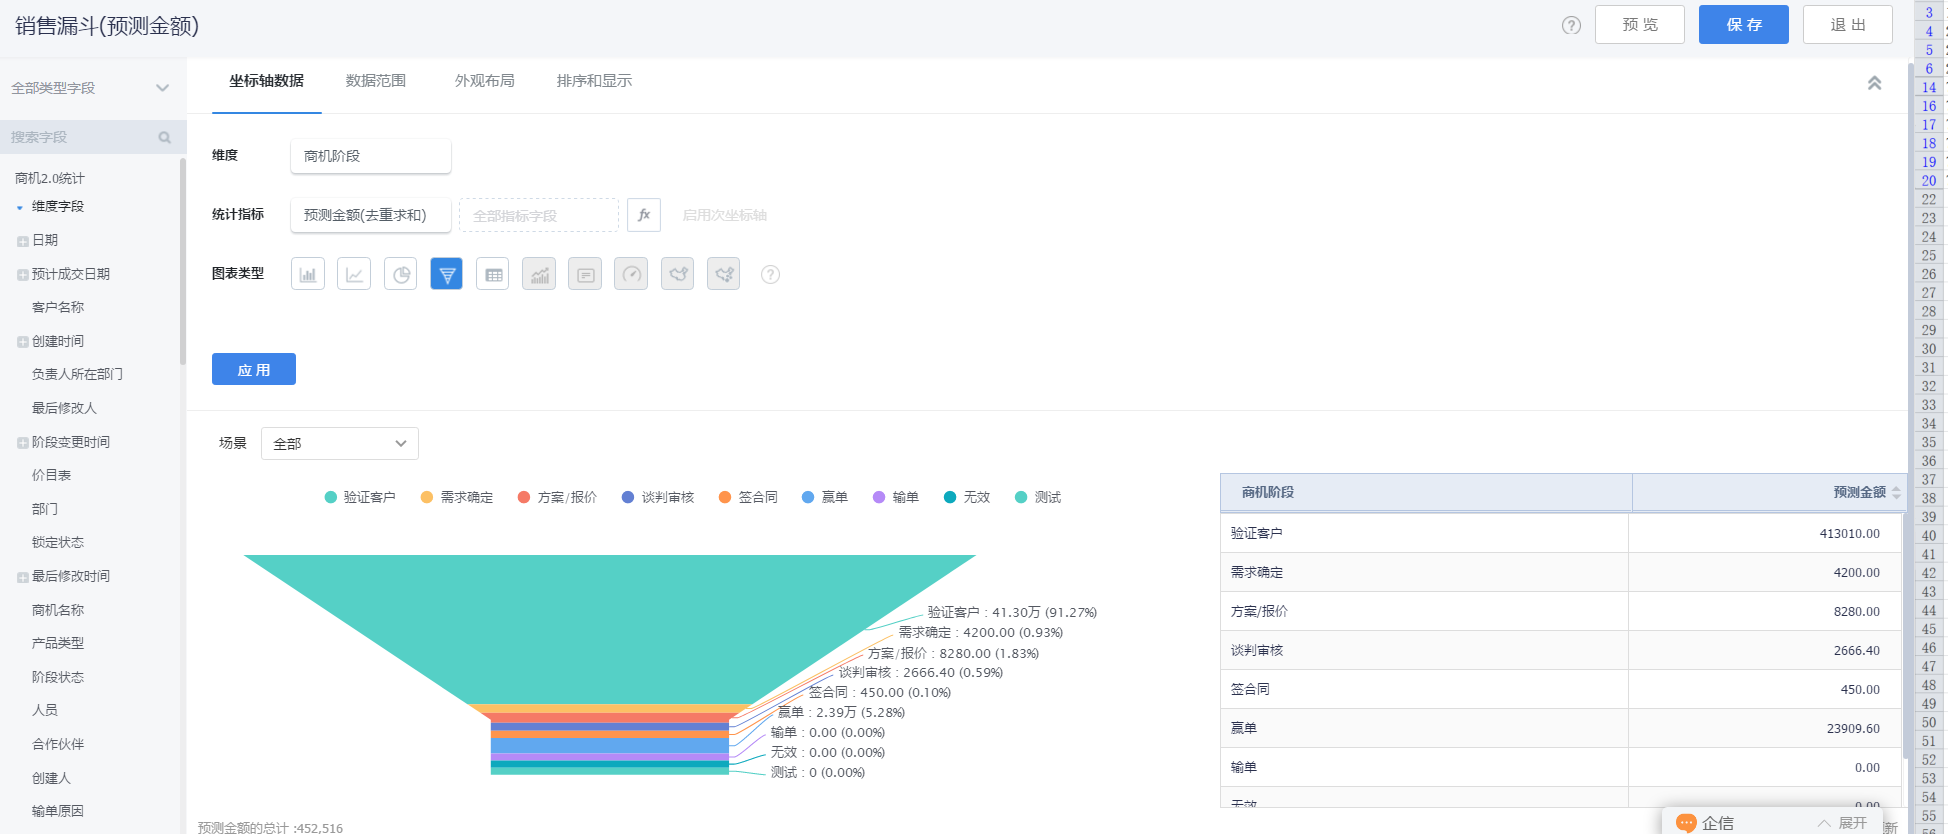 销售漏斗(预测金额)
预 览
保 存
退 出
全部类型字段
搜索字段
商机2.0统计
维度字段
日期
预计成交日期
客户名称
创建时间
负责人所在部门
最后修改人
阶段变更时间
价目表
部门
锁定状态
最后修改时间
商机名称
产品类型
阶段状态
人员
合作伙伴
创建人
输单原因
坐标轴数据
数据范围
外观布局
排序和显示
维度
商机阶段
统计指标
预测金额(去重求和)
全部指标字段
fx
启用次坐标轴
图表类型
应 用
场景
全部
验证客户
需求确定
方案/报价
谈判审核
签合同
赢单
输单
无效
测试
验证客户 : 41.30万 (91.27%)
需求确定 : 4200.00 (0.93%)
方案/报价 : 8280.00 (1.83%)
谈判审核 : 2666.40 (0.59%)
签合同 : 450.00 (0.10%)
赢单 : 2.39万 (5.28%)
输单 : 0.00 (0.00%)
无效 : 0.00 (0.00%)
测试 : 0 (0.00%)
预测金额的总计 :452,516
商机阶段 预测金额
验证客户 413010.00
需求确定 4200.00
方案/报价 8280.00
谈判审核 2666.40
签合同 450.00
赢单 23909.60
输单 0.00
无效 0.00
企信
展开
新
3
4
5
6
14
16
17
18
19
20
22
23
24
25
26
27
28
29
30
31
32
33
34
35
36
37
38
39
40
41
42
43
44
45
46
47
48
49
50
51
52
53
54
55
56